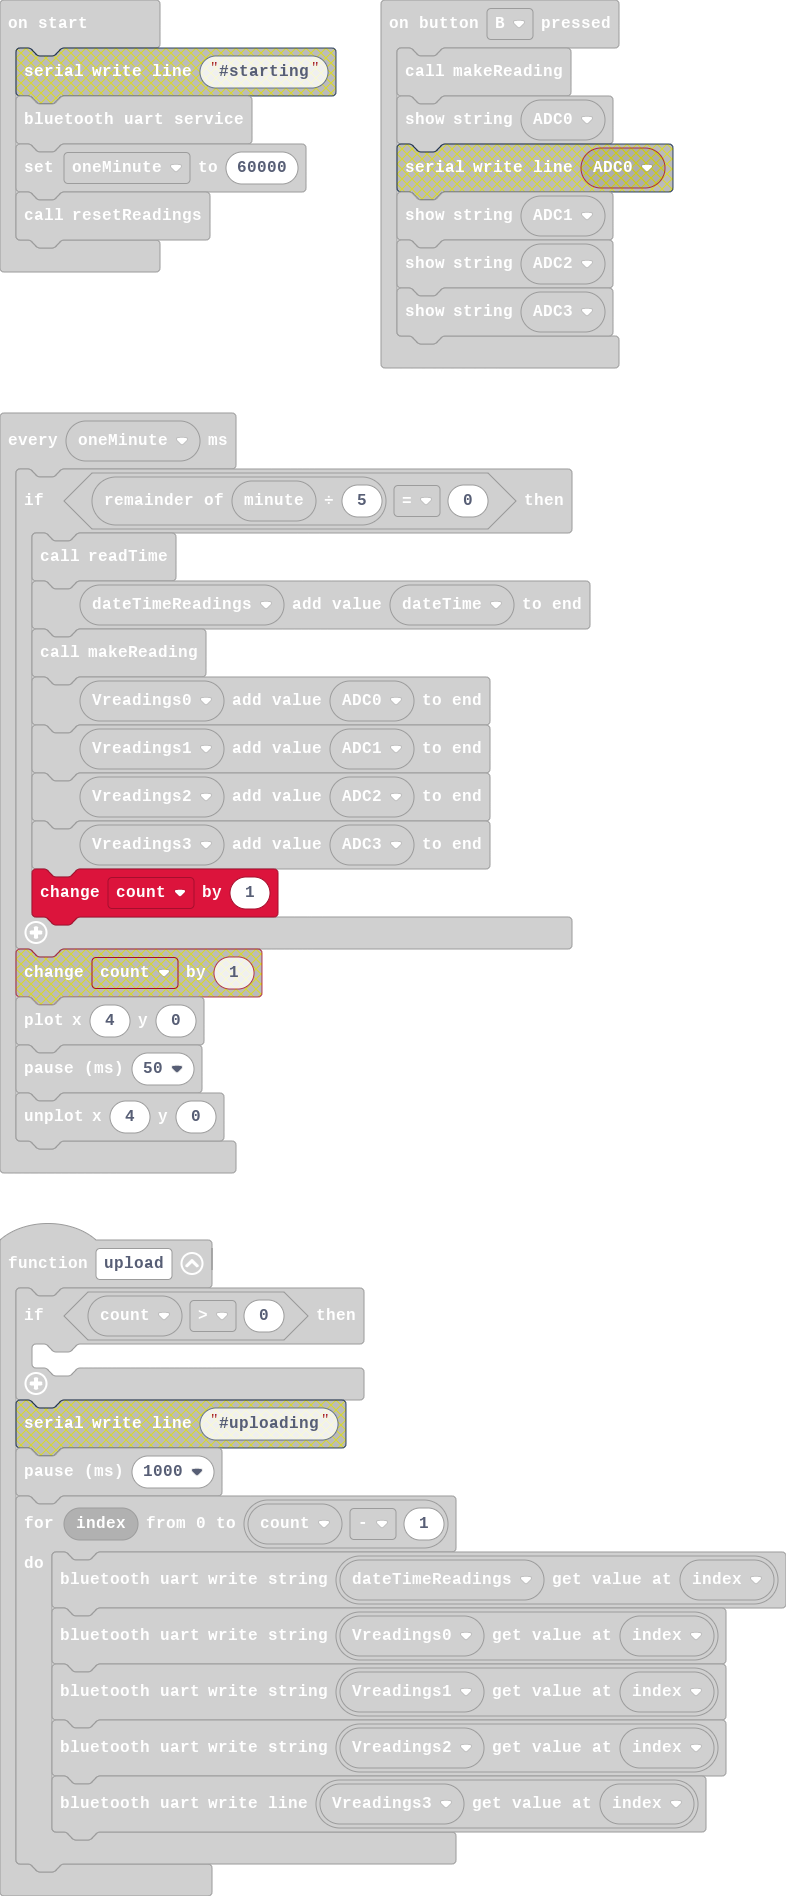 on start
serial write line "#starting"
bluetooth uart service
set oneMinute to 60000
call resetReadings
on button B pressed
call makeReading
show string ADC0
serial write line ADC0
show string ADC1
show string ADC2
show string ADC3
every oneMinute ms
if remainder of minute ÷ 5 = 0 then
call readTime
dateTimeReadings add value dateTime to end
call makeReading
Vreadings0 add value ADC0 to end
Vreadings1 add value ADC1 to end
Vreadings2 add value ADC2 to end
Vreadings3 add value ADC3 to end
change count by 1
change count by 1
plot x 4 y 0
pause (ms) 50
unplot x 4 y 0
function upload
if count > 0 then
serial write line "#uploading"
pause (ms) 1000
for index from 0 to count - 1
do
bluetooth uart write string dateTimeReadings get value at index
bluetooth uart write string Vreadings0 get value at index
bluetooth uart write string Vreadings1 get value at index
bluetooth uart write string Vreadings2 get value at index
bluetooth uart write line Vreadings3 get value at index